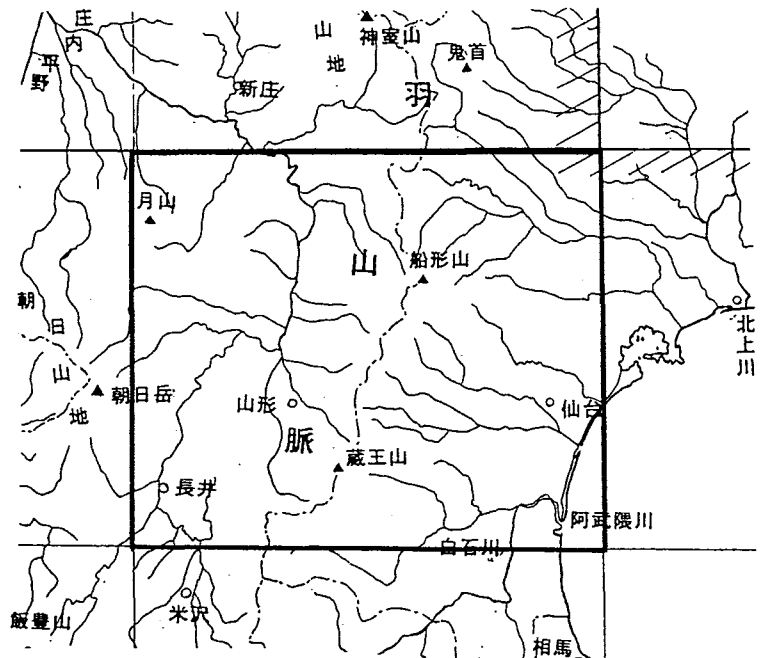 庄内平野
山地
神室山
鬼首
新庄
羽
月山
山
船形山
朝日山地
北上川
朝日岳
山形
仙台
脈
蔵王山
長井
阿武隈川
白石川
米沢
飯豊山
相馬